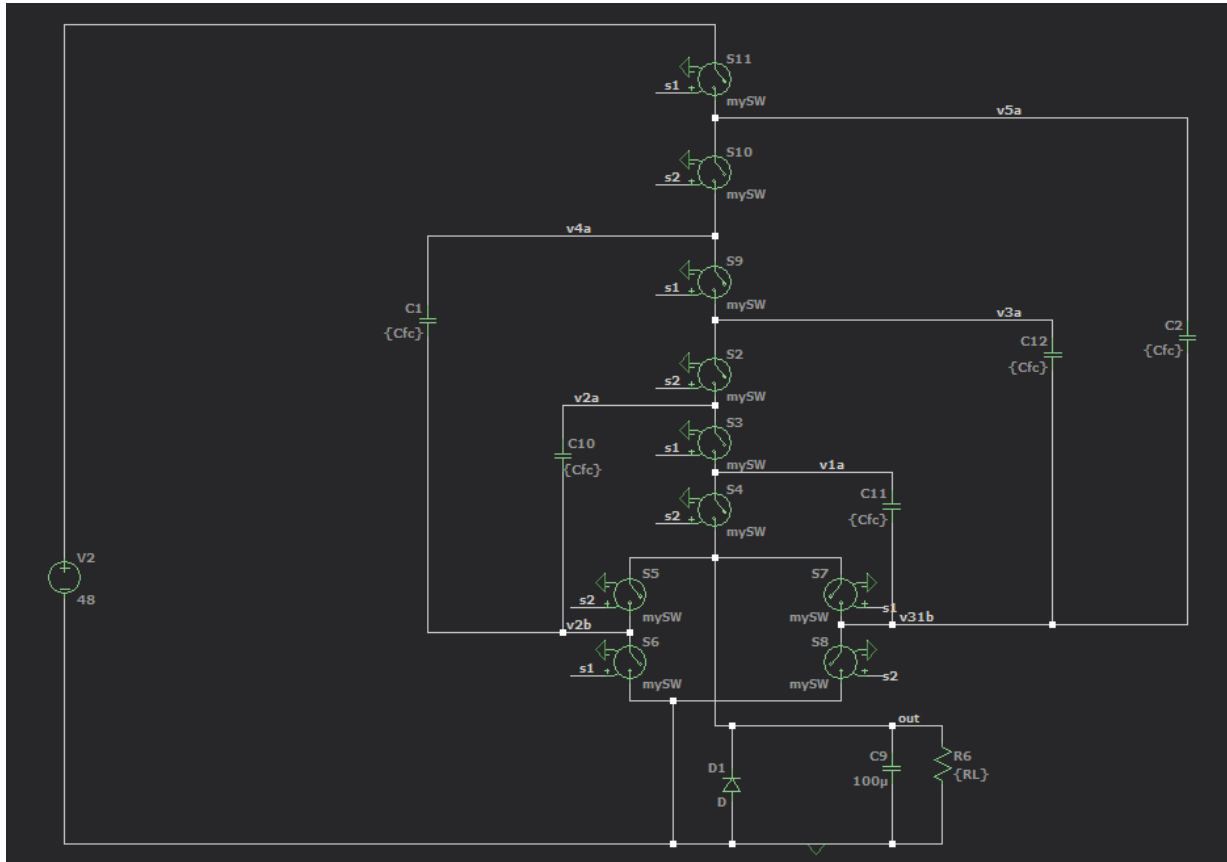 S11
s1
+
mySW
v5a
S10
s2
+
mySW
v4a
S9
s1
+
mySW
v3a
C1
{Cfc}
C12
{Cfc}
C2
{Cfc}
S2
s2
+
mySW
v2a
S3
C10
s1
+
mySW
{Cfc}
v1a
S4
C11
{Cfc}
s2
+
mySW
V2
+
48
S5
S7
s2
+
mySW
mySW
+
s1
v31b
v2b
S6
S8
s1
+
mySW
mySW
+
s2
out
D1
D
C9
100µ
R6
{RL}